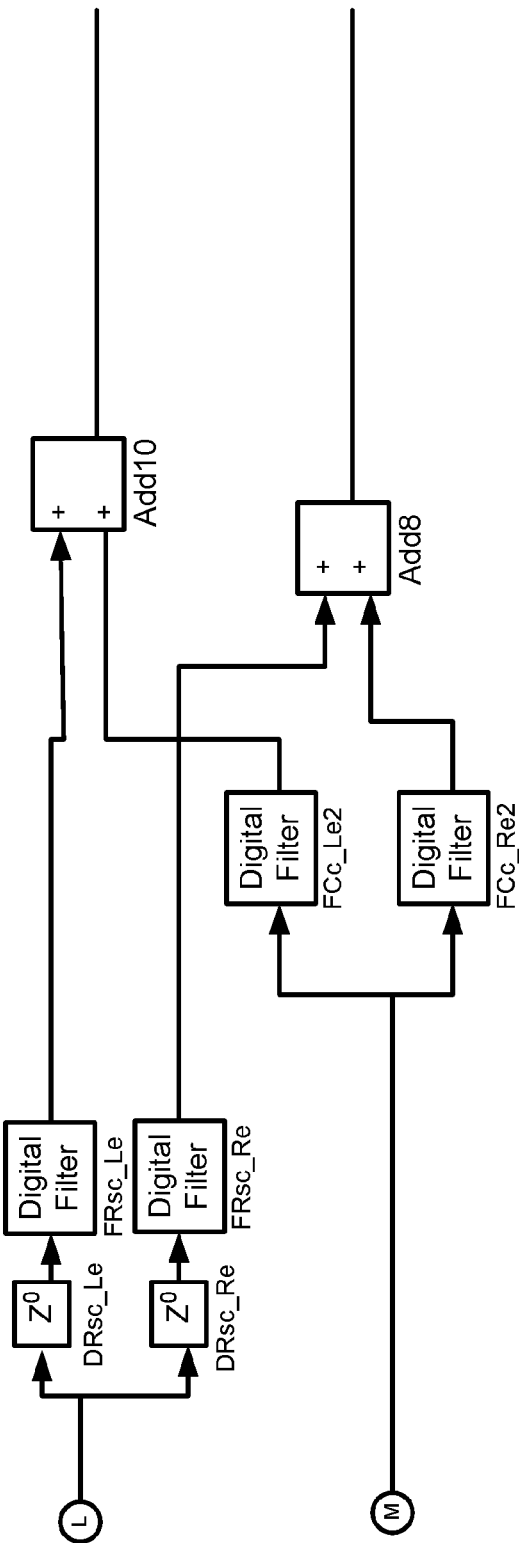 L
Z0
DRsc_Le
Digital
Filter
FRsc_Le
+
+
Add10
Z0
DRsc_Re
Digital
Filter
FRsc_Re
+
+
Add8
M
Digital
Filter
FCc_Le2
Digital
Filter
FCc_Re2